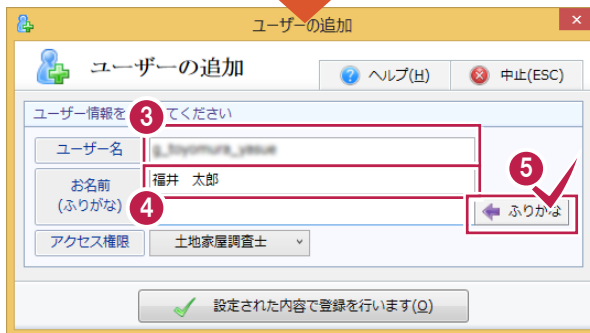 ユーザーの追加
ユーザーの追加
ヘルプ(H)
中止(ESC)
ユーザー情報を 3 てください
ユーザー名
お名前
(ふりがな)
福井 太郎
4
5
ふりがな
アクセス権限
土地家屋調査士
設定された内容で登録を行います(O)